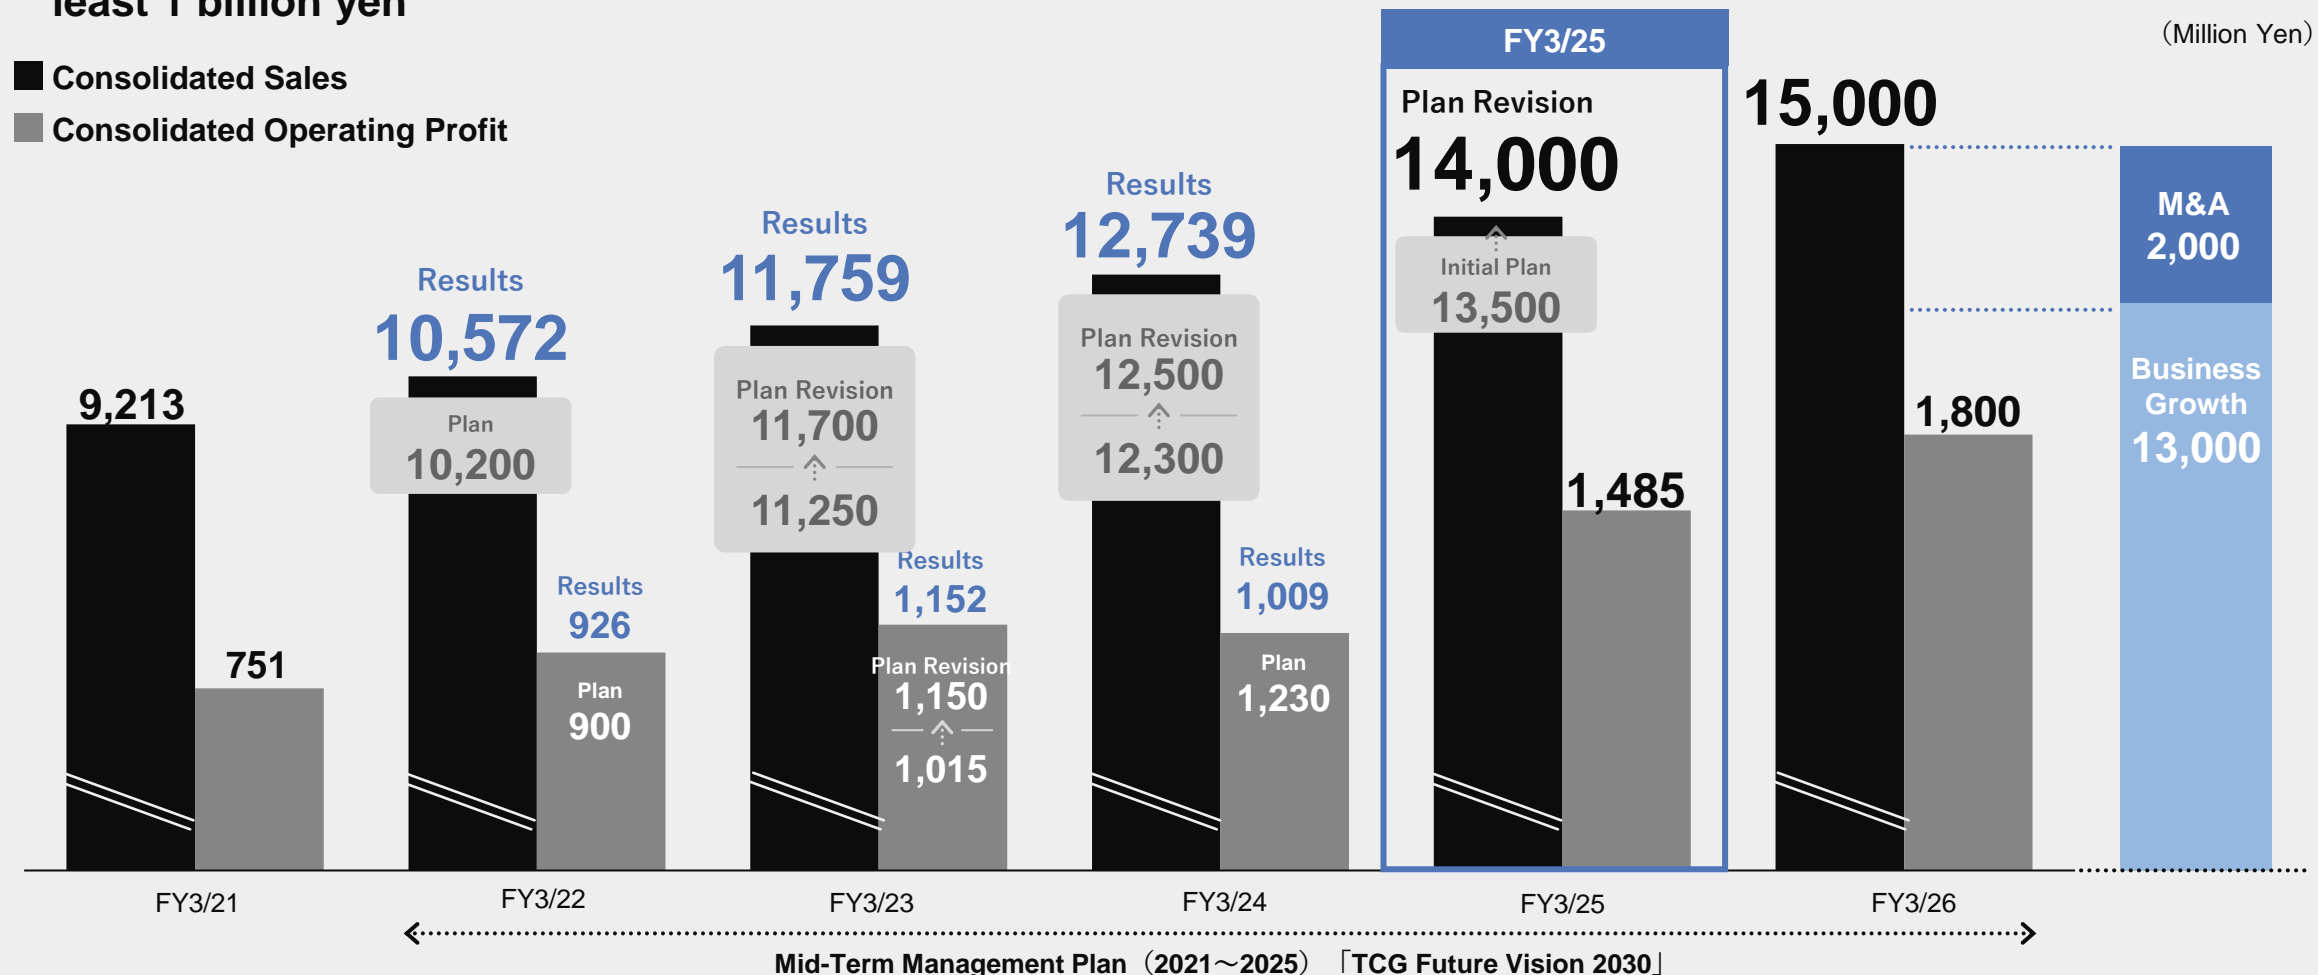 least 1 billion yen
(Million Yen)
Consolidated Sales
Consolidated Operating Profit
9,213
751
FY3/21
Results
10,572
Plan
10,200
Results
926
Plan
900
FY3/22
Results
11,759
Plan Revision
11,700
11,250
Results
1,152
Plan Revision
1,150
1,015
FY3/23
Results
12,739
Plan Revision
12,500
12,300
Results
1,009
Plan
1,230
FY3/24
FY3/25
Plan Revision
14,000
Initial Plan
13,500
1,485
FY3/25
15,000
1,800
FY3/26
M&A
2,000
Business
Growth
13,000
Mid-Term Management Plan（2021～2025）「TCG Future Vision 2030」